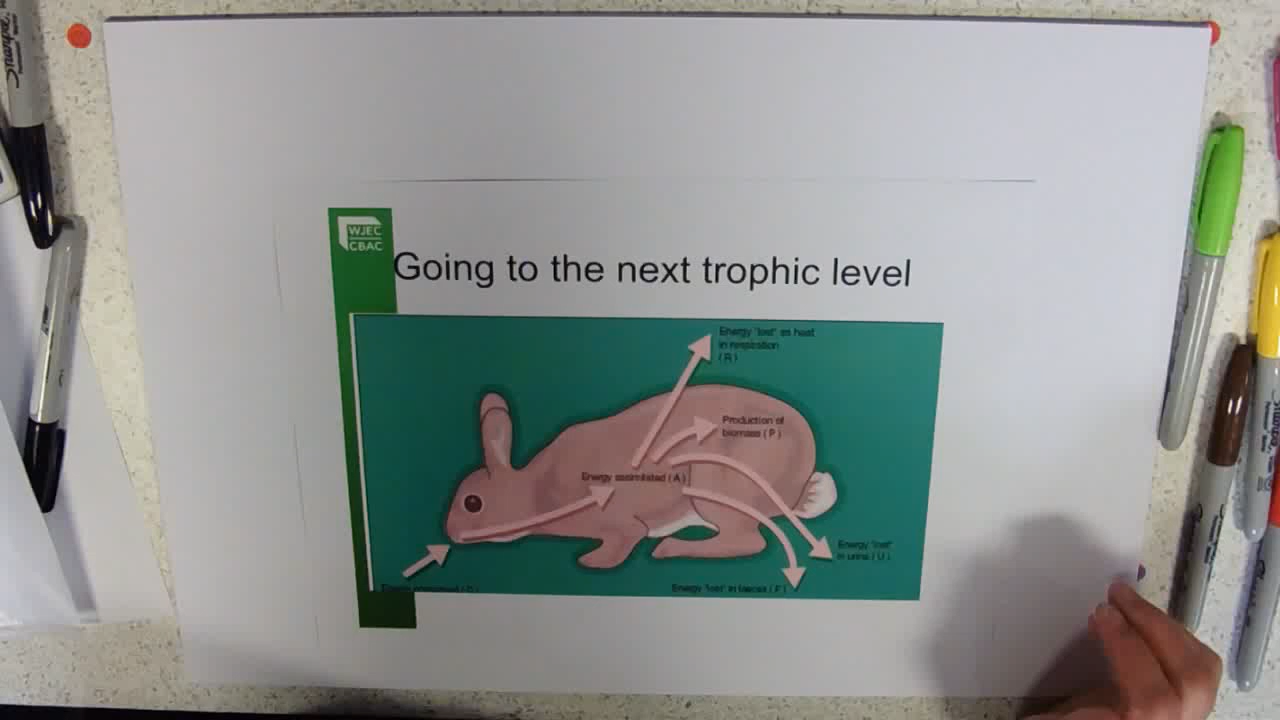 Sharpie
WJEC
CBAC
Going to the next trophic level
Energy 'lost' as heat
in respiration
(R)
Production of
biomass (P)
Energy assimilated (A)
Energy 'lost'
in urine (U)
Energy 'lost' in faeces (F)